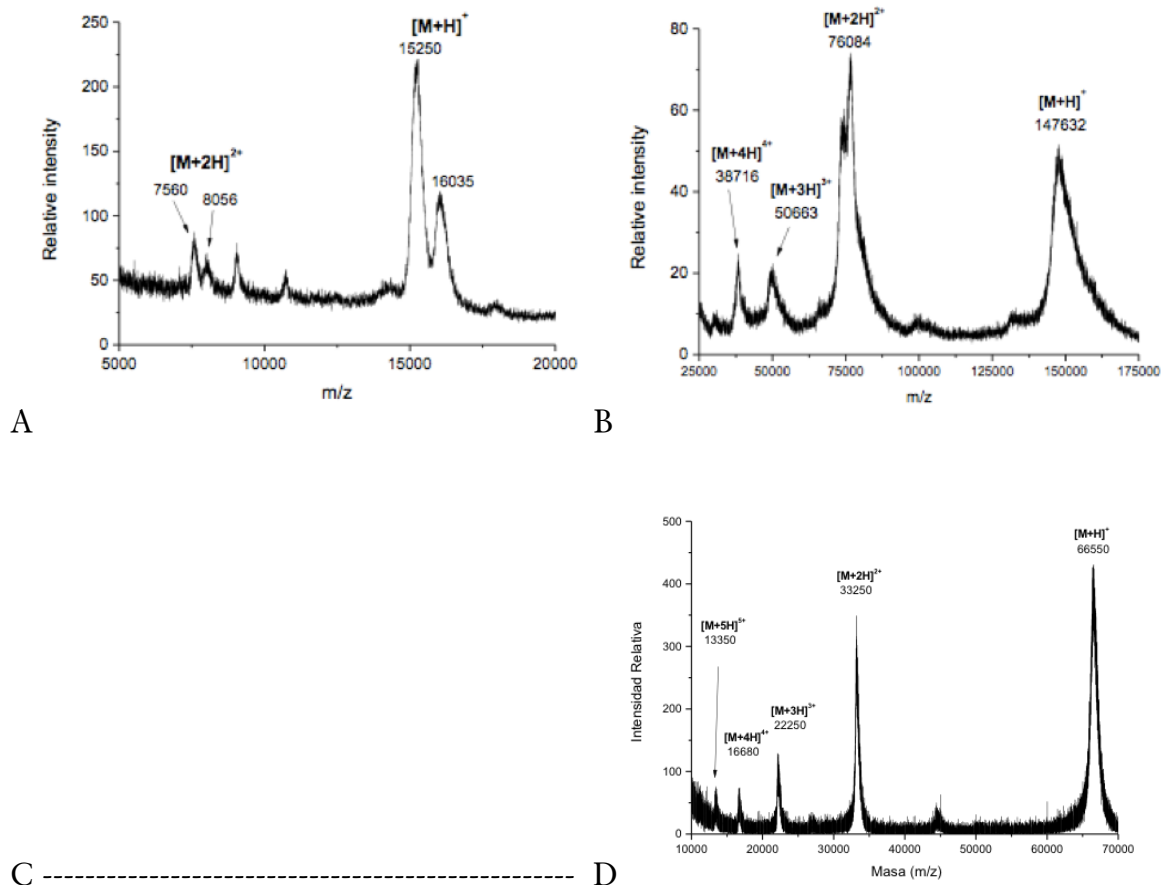 [M+H]+
15250
[M+2H]2+
7560
8056
16035
Relative intensity
250
200
150
100
50
0
5000 10000 15000 20000
m/z
A
[M+2H]2+
76084
[M+H]+
147632
[M+4H]4+
38716
[M+3H]3+
50663
Relative intensity
80
60
40
20
0
25000 50000 75000 100000 125000 150000 175000
m/z
B
C --------------------------------------------------
[M+H]+
66550
[M+2H]2+
33250
[M+5H]5+
13350
[M+3H]3+
22250
[M+4H]4+
16680
Intensidad Relativa
500
400
300
200
100
0
10000 20000 30000 40000 50000 60000 70000
Masa (m/z)
D